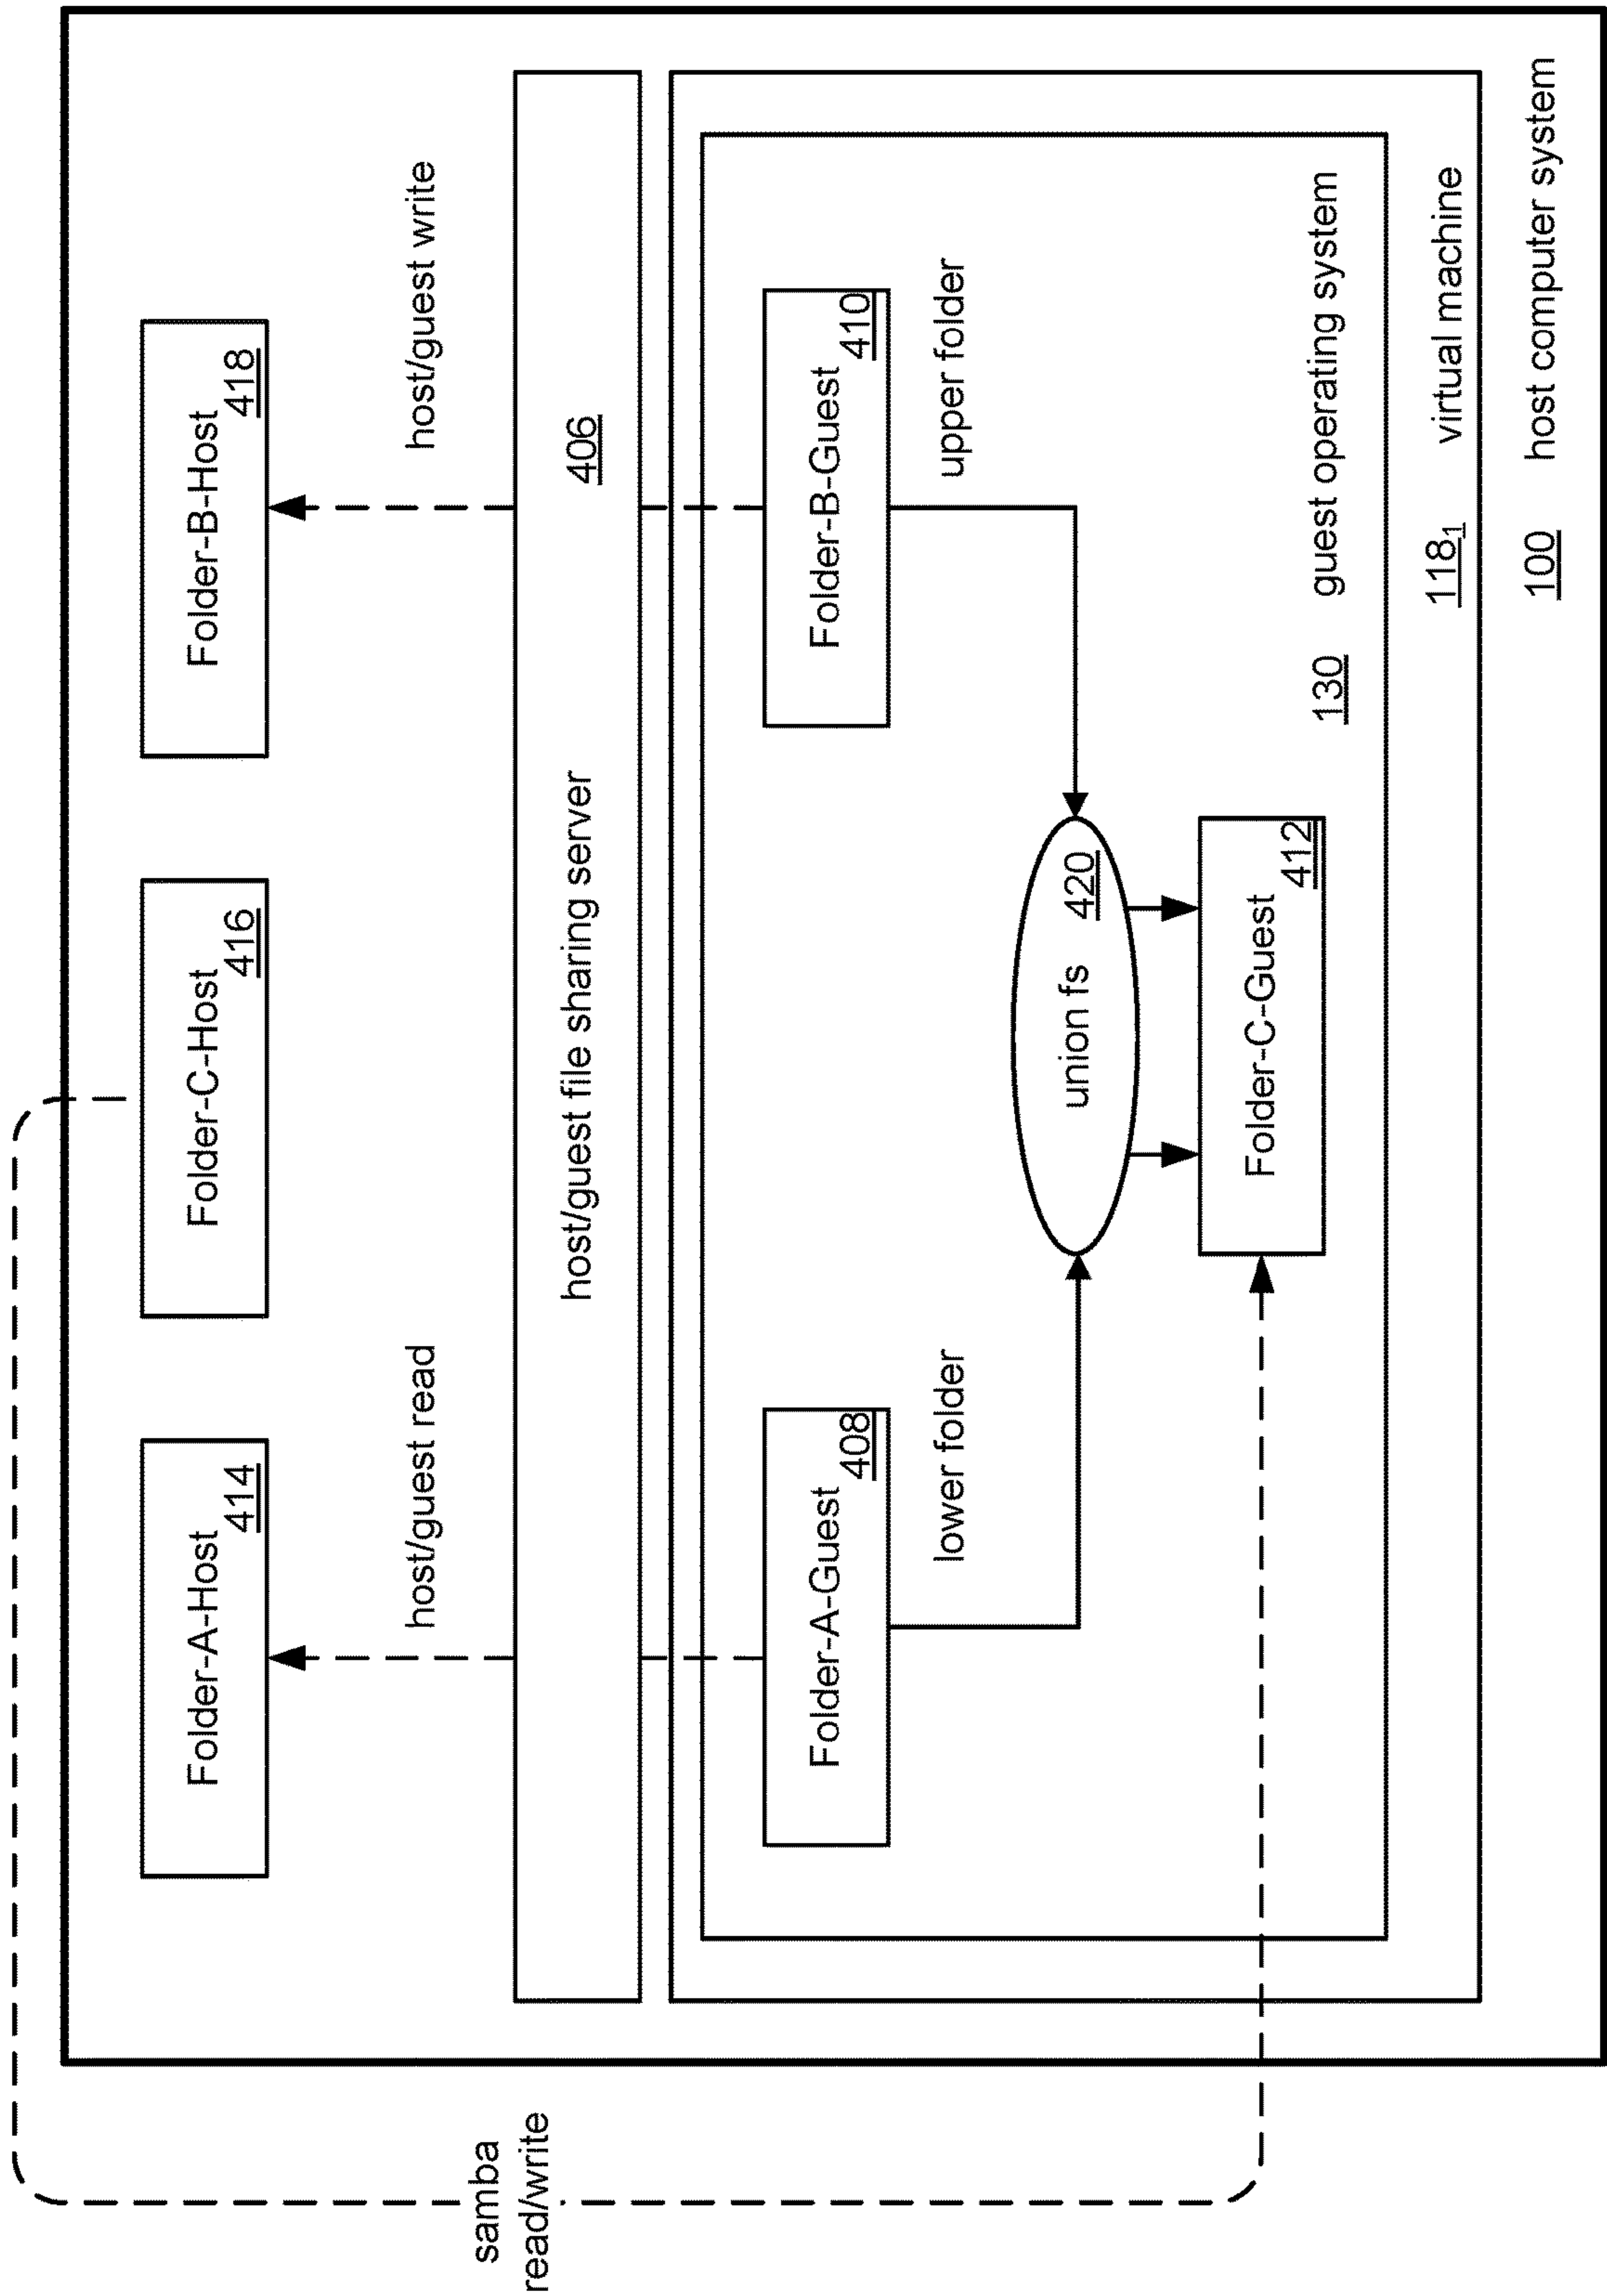 samba
read/write
Folder-A-Host
414
Folder-C-Host
416
Folder-B-Host
418
host/guest read
host/guest write
host/guest file sharing server
406
Folder-A-Guest
408
Folder-B-Guest
410
lower folder
upper folder
union fs
420
Folder-C-Guest
412
130 guest operating system
118₁ virtual machine
100 host computer system